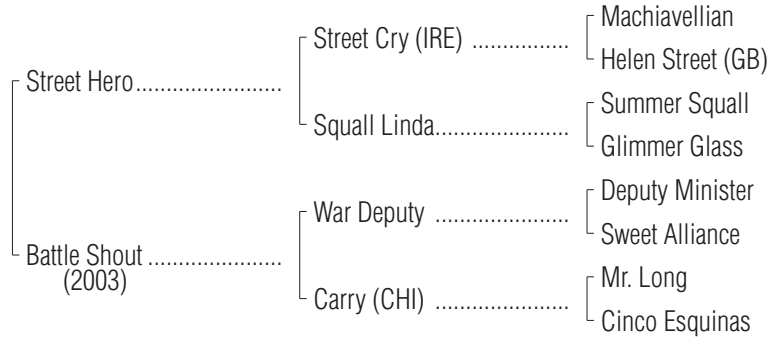 Machiavellian
Street Cry (IRE) ...............
Helen Street (GB)
Street Hero.......................
Summer Squall
Squall Linda.....................
Glimmer Glass
Deputy Minister
War Deputy .....................
Sweet Alliance
Battle Shout .....................
(2003)
Mr. Long
Carry (CHI) .....................
Cinco Esquinas